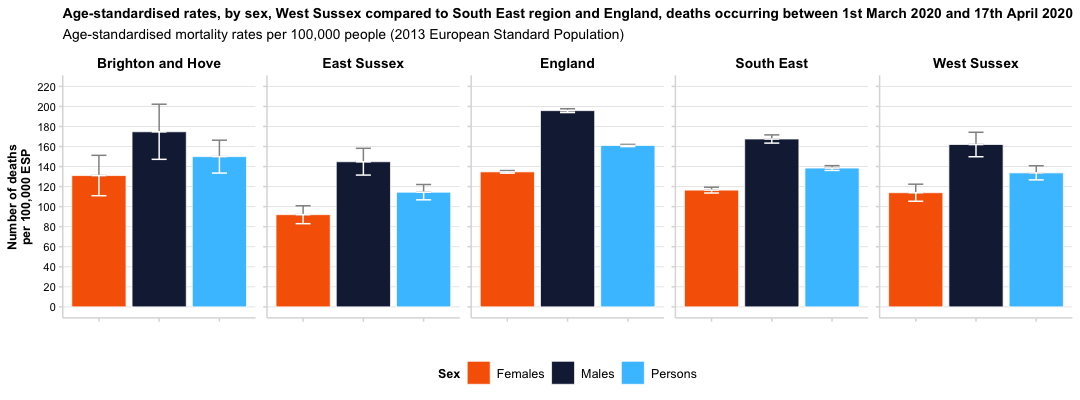 Age-standardised rates, by sex, West Sussex compared to South East region and England, deaths occurring between 1st March 2020 and 17th April 2020
Age-standardised mortality rates per 100,000 people (2013 European Standard Population)
Brighton and Hove
East Sussex
England
South East
West Sussex
Number of deaths
per 100,000 ESP
220
200
180
160
140
120
100
80
60
40
20
0
Sex
Females
Males
Persons